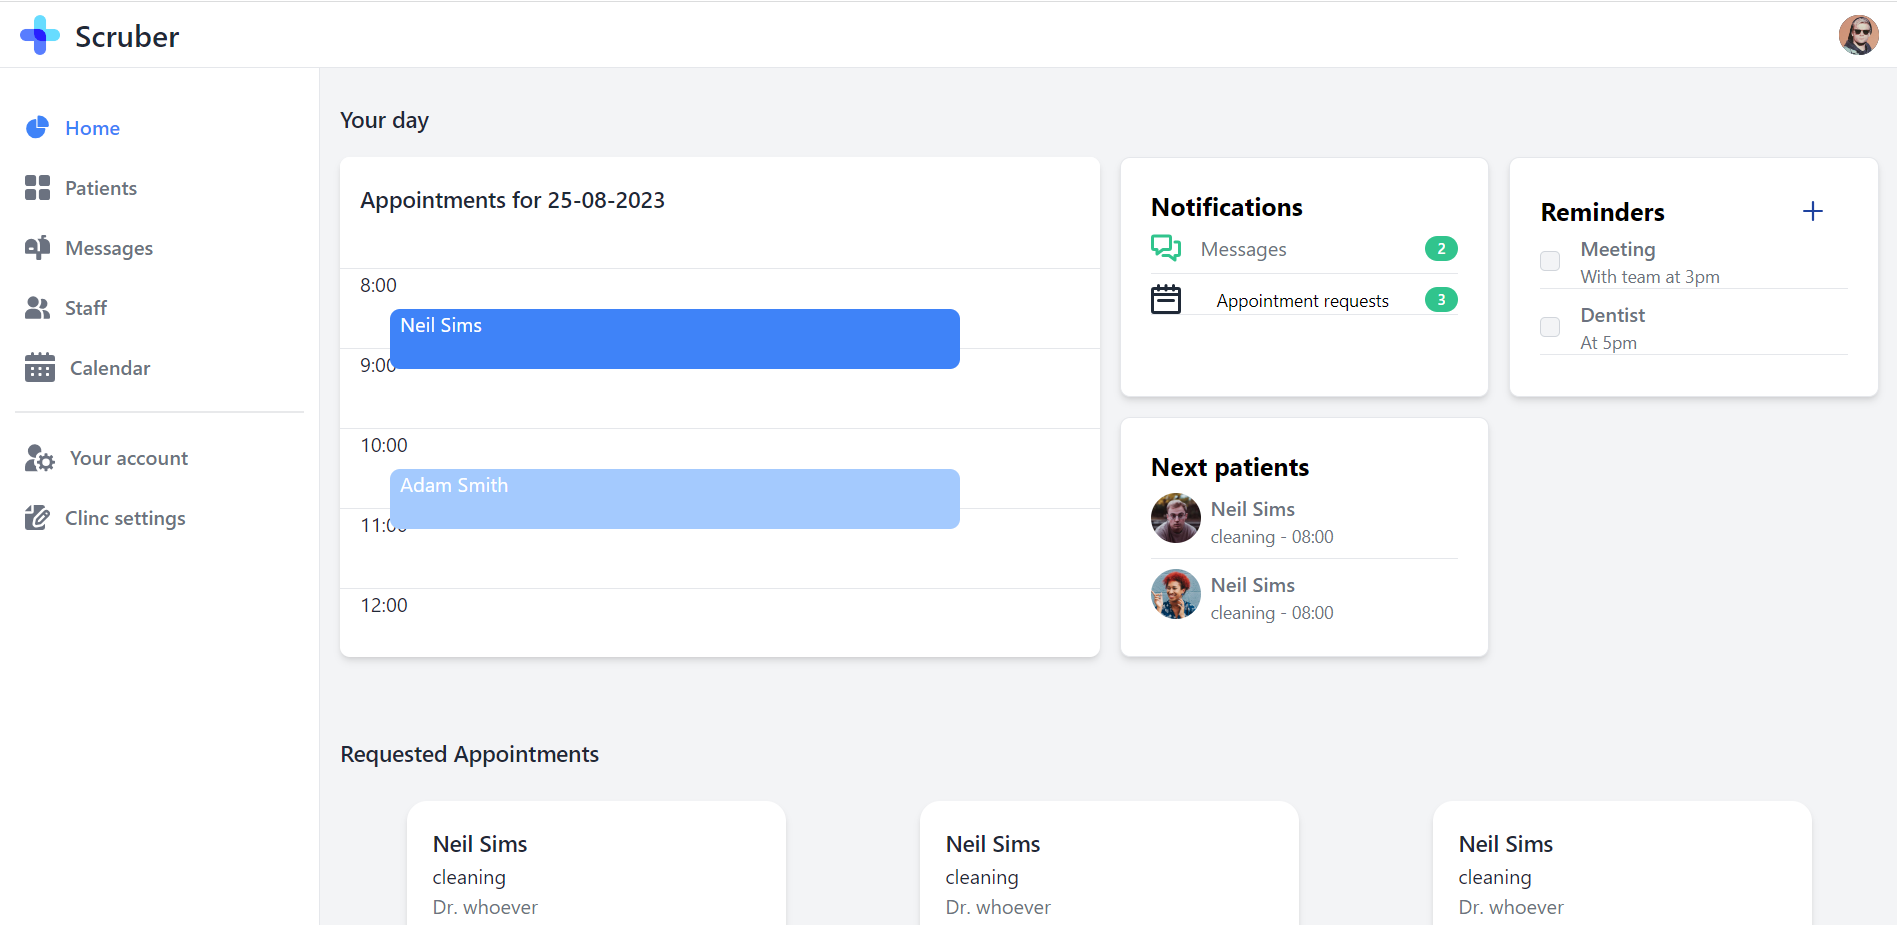 Scruber
Home
Patients
Messages
Staff
Calendar
Your account
Clinc settings
Your day
Appointments for 25-08-2023
8:00
Neil Sims
9:00
10:00
Adam Smith
11:00
12:00
Notifications
Messages 2
Appointment requests 3
Reminders
Meeting
With team at 3pm
Dentist
At 5pm
Next patients
Neil Sims
cleaning - 08:00
Neil Sims
cleaning - 08:00
Requested Appointments
Neil Sims
cleaning
Dr. whoever
Neil Sims
cleaning
Dr. whoever
Neil Sims
cleaning
Dr. whoever